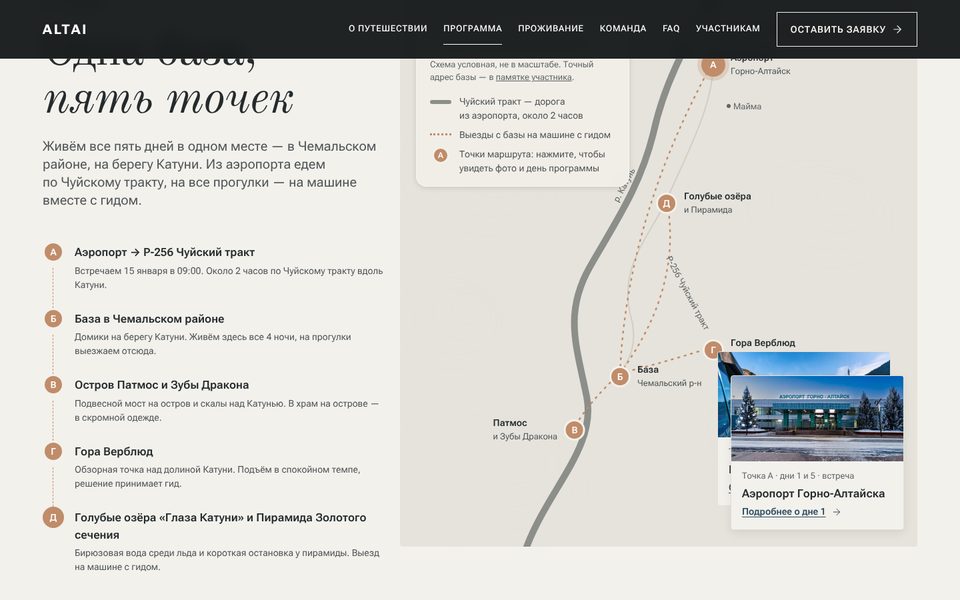 ALTAI
О ПУТЕШЕСТВИИ
ПРОГРАММА
ПРОЖИВАНИЕ
КОМАНДА
FAQ
УЧАСТНИКАМ
ОСТАВИТЬ ЗАЯВКУ →
Одна база,
пять точек
Живём все пять дней в одном месте — в Чемальском
районе, на берегу Катуни. Из аэропорта едем
по Чуйскому тракту, на все прогулки — на машине
вместе с гидом.
А
Аэропорт → Р-256 Чуйский тракт
Встречаем 15 января в 09:00. Около 2 часов по Чуйскому тракту вдоль
Катуни.
Б
База в Чемальском районе
Домики на берегу Катуни. Живём здесь все 4 ночи, на прогулки
выезжаем отсюда.
В
Остров Патмос и Зубы Дракона
Подвесной мост на остров и скалы над Катунью. В храм на острове —
в скромной одежде.
Г
Гора Верблюд
Обзорная точка над долиной Катуни. Подъём в спокойном темпе,
решение принимает гид.
Д
Голубые озёра «Глаза Катуни» и Пирамида Золотого
сечения
Бирюзовая вода среди льда и короткая остановка у пирамиды. Выезд
на машине с гидом.
Схема условная, не в масштабе. Точный
адрес базы — в памятке участника.
Чуйский тракт — дорога
из аэропорта, около 2 часов
Выезды с базы на машине с гидом
А
Точки маршрута: нажмите, чтобы
увидеть фото и день программы
А
Аэропорт
Горно-Алтайск
Майма
р. Катунь
Д
Голубые озёра
и Пирамида
Р-256 Чуйский тракт
Г
Гора Верблюд
Б
База
Чемальский р-н
Патмос
и Зубы Дракона
В
АЭРОПОРТ ГОРНО-АЛТАЙСК
Точка А · дни 1 и 5 · встреча
Аэропорт Горно-Алтайска
Подробнее о дне 1 →